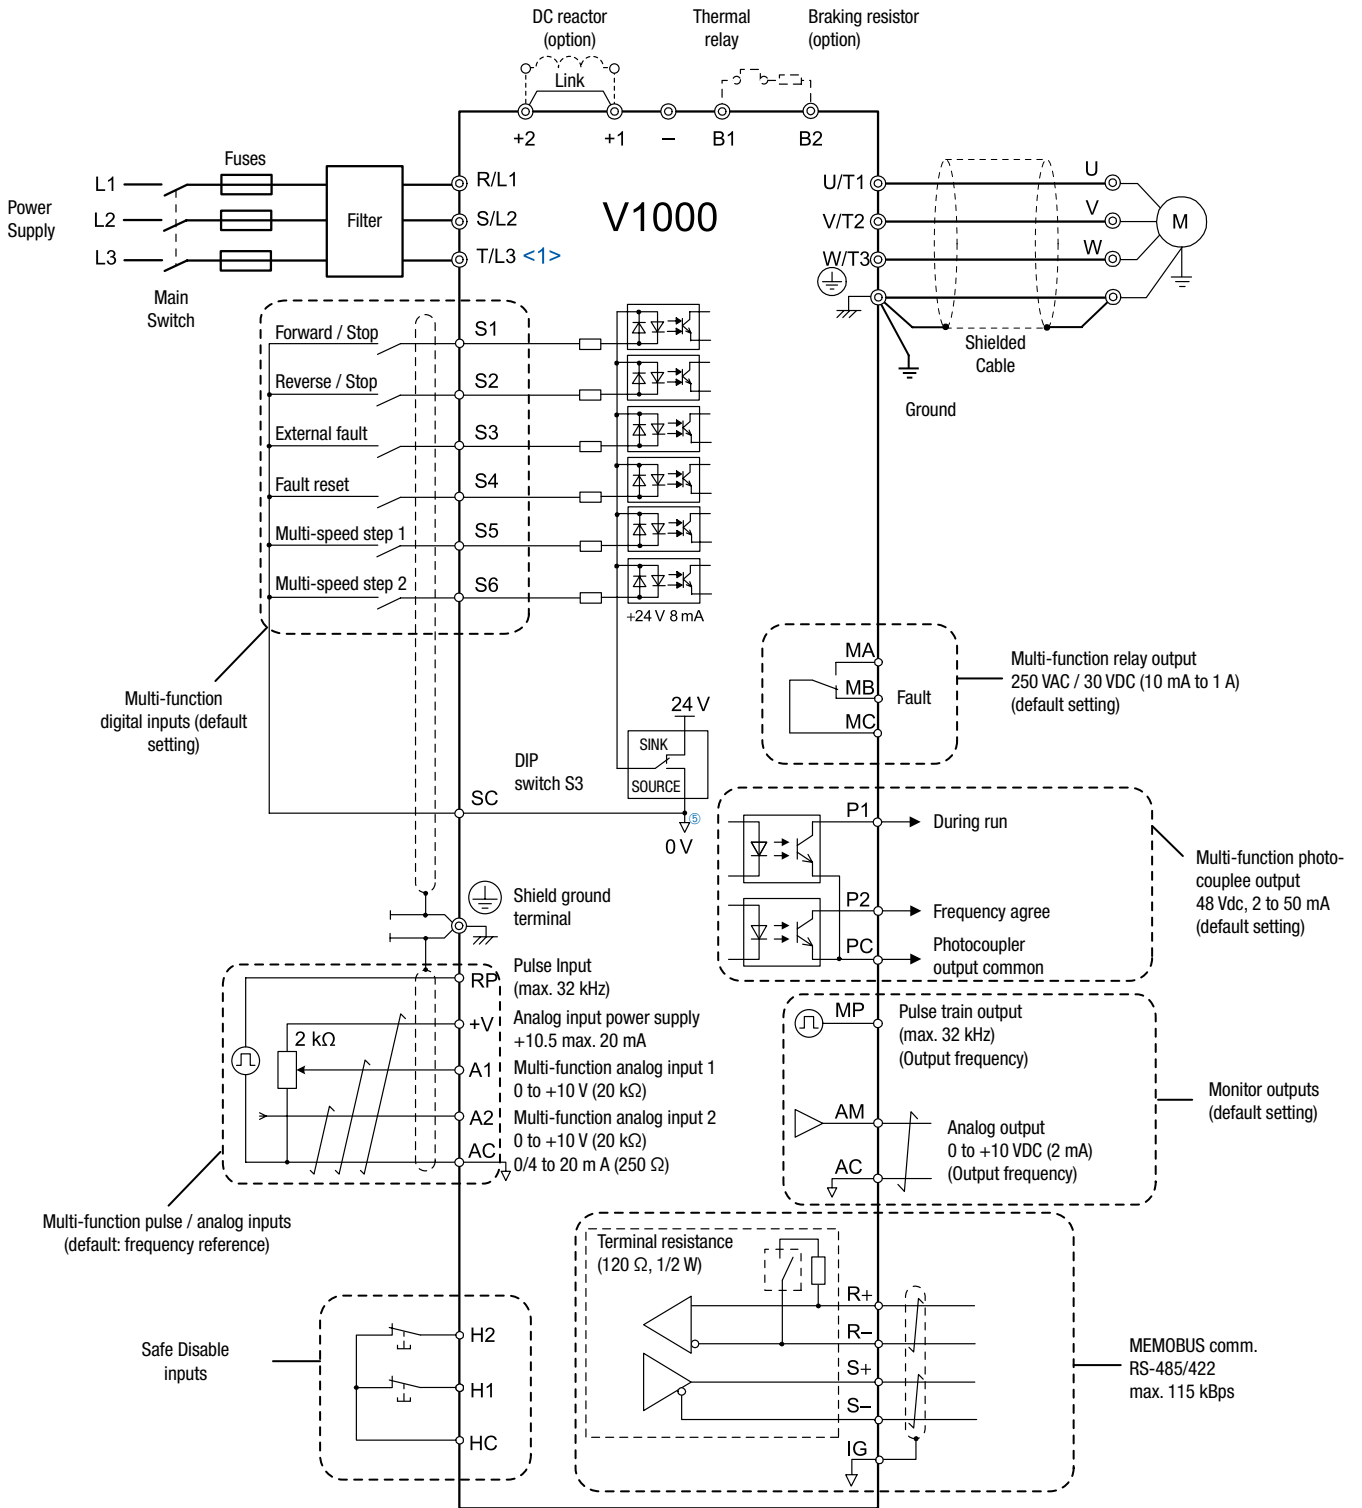 DC reactor
(option)
Thermal
relay
Braking resistor
(option)
Link
+2
+1
–
B1
B2
Fuses
Power
Supply
L1
L2
L3
Filter
R/L1
S/L2
T/L3 <1>
V1000
U/T1
V/T2
W/T3
U
V
W
M
Main
Switch
Shielded
Cable
Ground
Forward / Stop
S1
Reverse / Stop
S2
External fault
S3
Fault reset
S4
Multi-speed step 1
S5
Multi-speed step 2
S6
+24 V 8 mA
Multi-function
digital inputs (default
setting)
MA
MB
MC
Fault
Multi-function relay output
250 VAC / 30 VDC (10 mA to 1 A)
(default setting)
24 V
SINK
SOURCE
DIP
switch S3
SC
⑤
0 V
P1
During run
P2
Frequency agree
PC
Photocoupler
output common
Multi-function photo-
couplee output
48 Vdc, 2 to 50 mA
(default setting)
Shield ground
terminal
RP
Pulse Input
(max. 32 kHz)
+V
Analog input power supply
+10.5 max. 20 mA
2 kΩ
A1
Multi-function analog input 1
0 to +10 V (20 kΩ)
A2
Multi-function analog input 2
0 to +10 V (20 kΩ)
0/4 to 20 m A (250 Ω)
AC
Multi-function pulse / analog inputs
(default: frequency reference)
MP
Pulse train output
(max. 32 kHz)
(Output frequency)
AM
Analog output
0 to +10 VDC (2 mA)
(Output frequency)
AC
Monitor outputs
(default setting)
Safe Disable
inputs
H2
H1
HC
Terminal resistance
(120 Ω, 1/2 W)
R+
R–
S+
S–
IG
MEMOBUS comm.
RS-485/422
max. 115 kBps